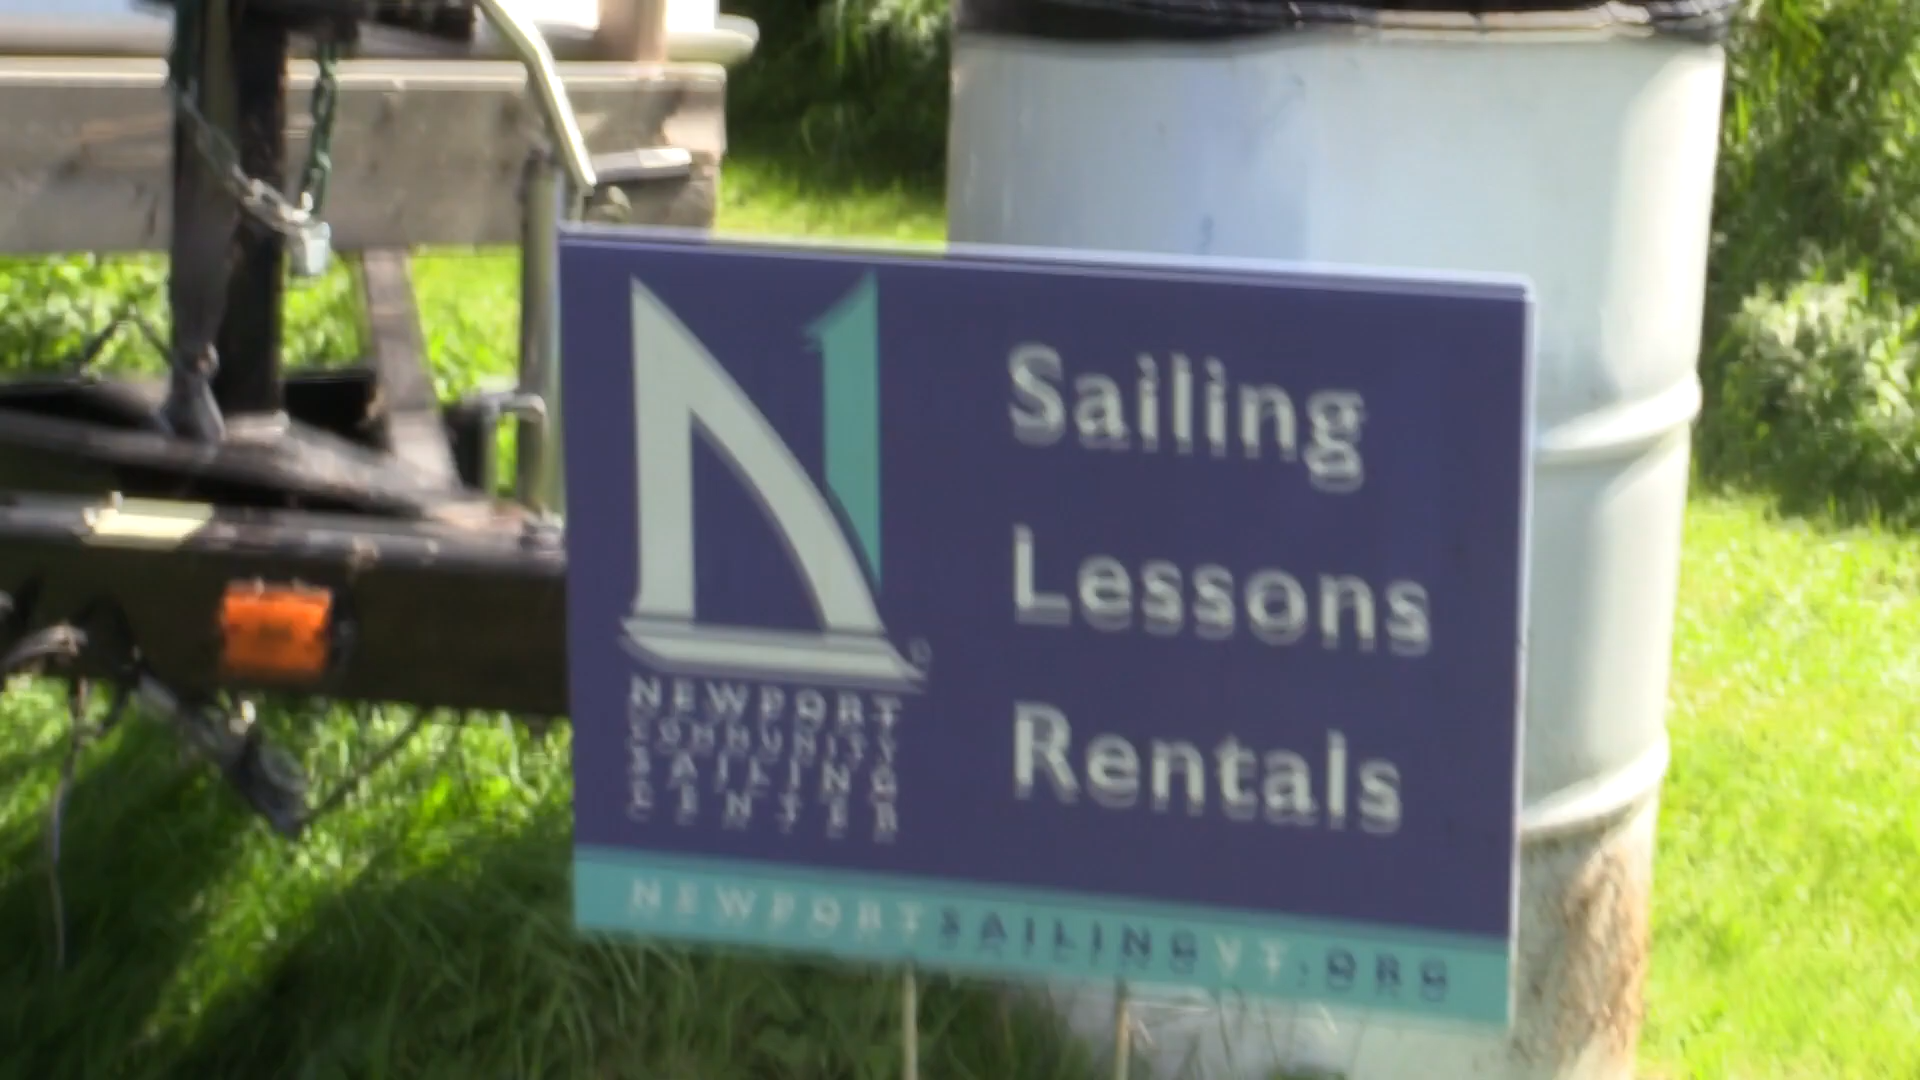 Sailing
Lessons
Rentals
NEWPORT
COMMUNITY
SAILING
CENTER
NEWPORTSAILINGVT.ORG